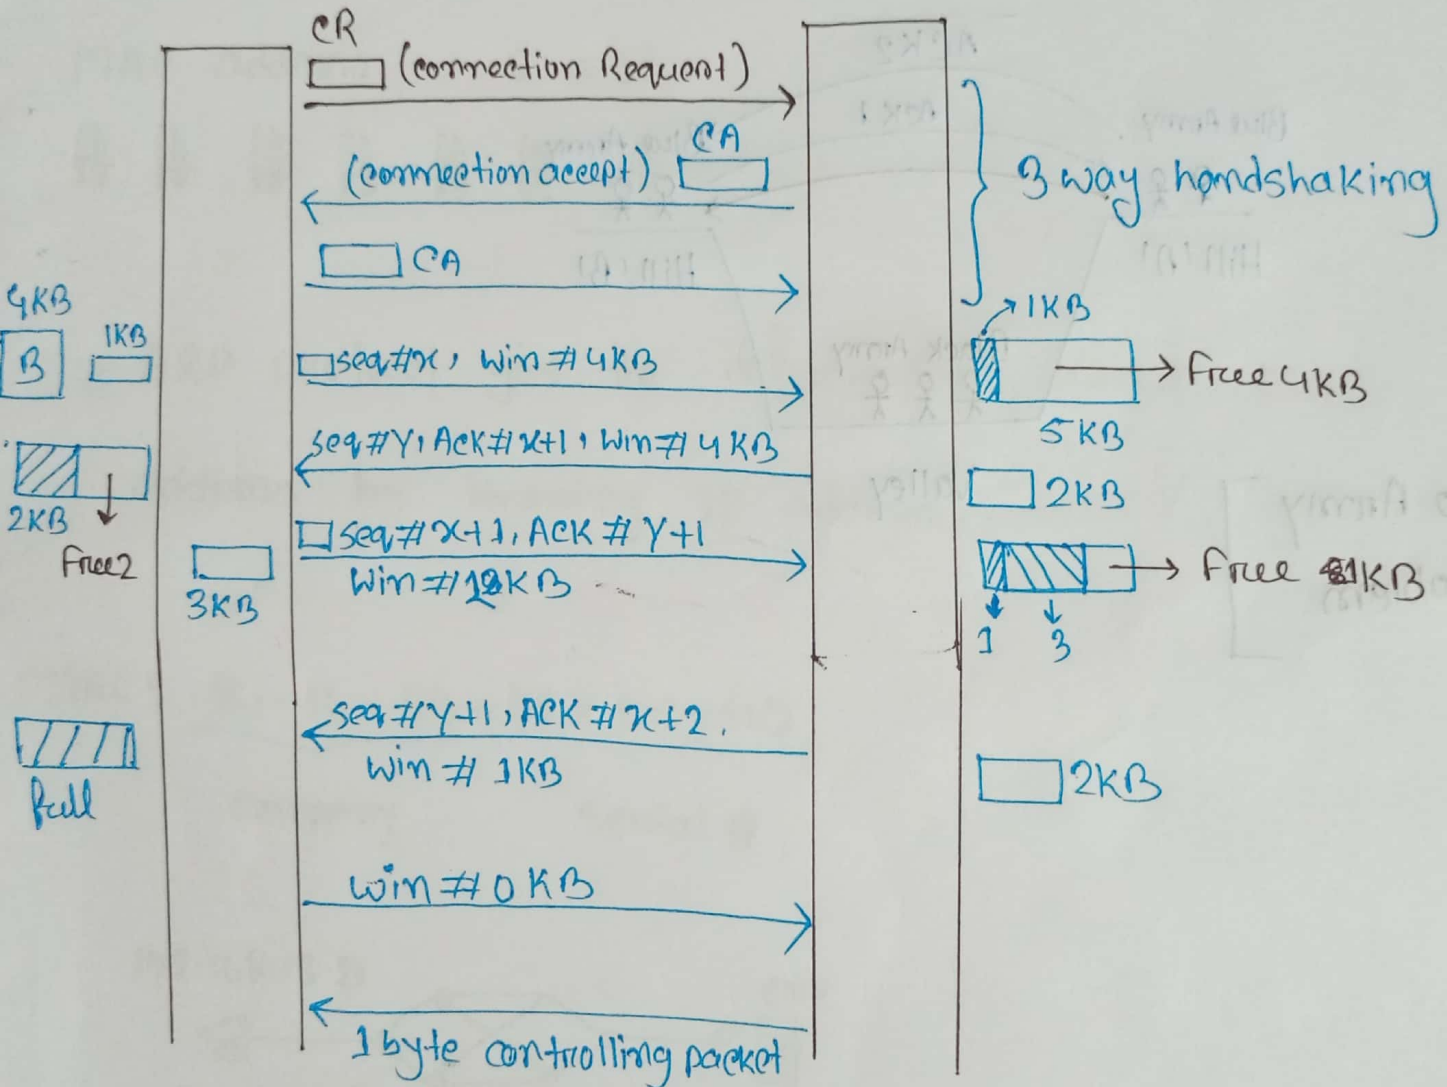 CR
(connection Request)
CA
(connection accept)
CA
3 way handshaking
4KB
B
1KB
seq#x, win#4KB
1KB
Free 4KB
5KB
seq#Y, Ack#x+1, Win#4KB
2KB
Free2
2KB
3KB
seq#x+1, ACK#Y+1
Win#2KB
Free 1KB
1
3
seq#Y+1, ACK#x+2.
Win# 1KB
full
2KB
win#0KB
1 byte controlling packet